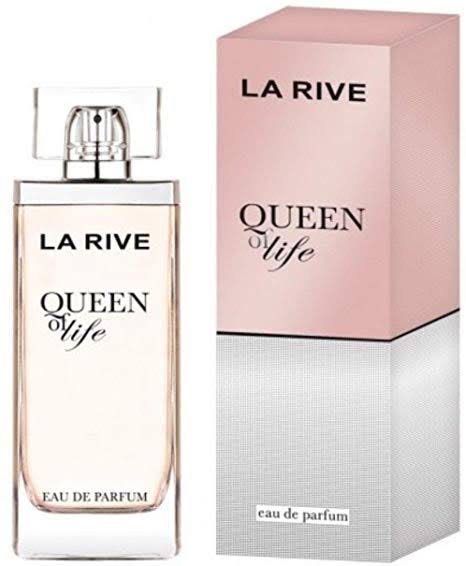 LA RIVE
QUEEN
of life
EAU DE PARFUM
LA RIVE
QUEEN
of life
eau de parfum